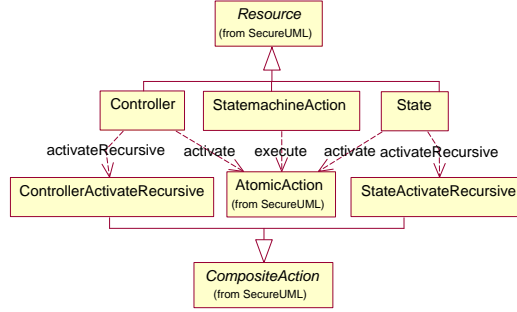 Resource
(from SecureUML)
Controller
StatemachineAction
State
activateRecursive
activate
execute
activate
activateRecursive
ControllerActivateRecursive
AtomicAction
(from SecureUML)
StateActivateRecursive
CompositeAction
(from SecureUML)